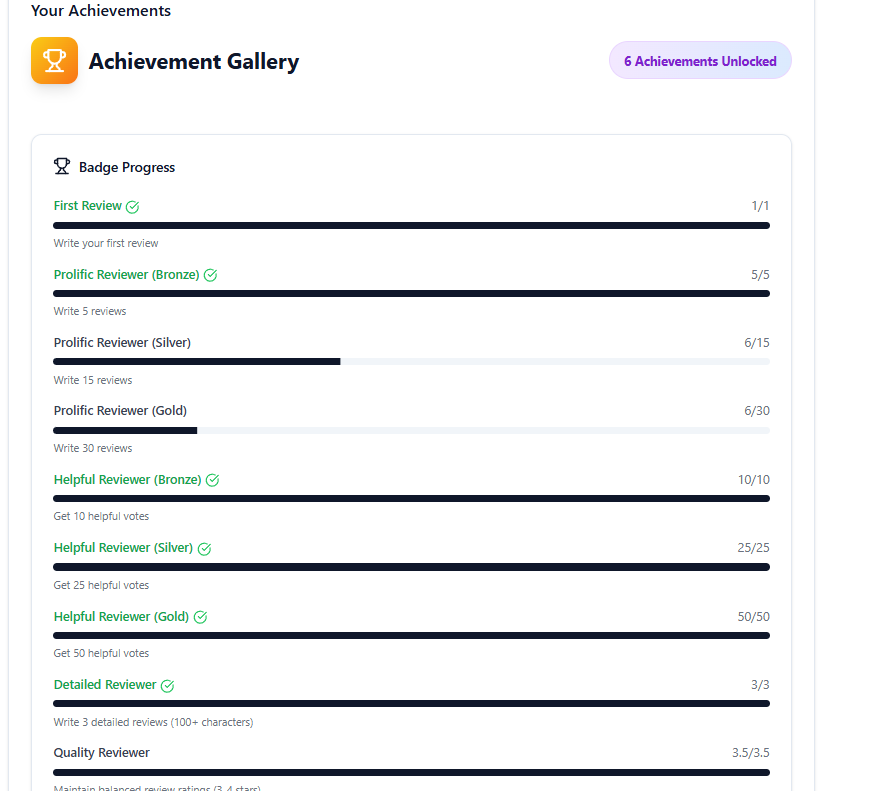 Your Achievements
Achievement Gallery
6 Achievements Unlocked
Badge Progress
First Review 1/1
Write your first review
Prolific Reviewer (Bronze) 5/5
Write 5 reviews
Prolific Reviewer (Silver) 6/15
Write 15 reviews
Prolific Reviewer (Gold) 6/30
Write 30 reviews
Helpful Reviewer (Bronze) 10/10
Get 10 helpful votes
Helpful Reviewer (Silver) 25/25
Get 25 helpful votes
Helpful Reviewer (Gold) 50/50
Get 50 helpful votes
Detailed Reviewer 3/3
Write 3 detailed reviews (100+ characters)
Quality Reviewer 3.5/3.5
Maintain balanced review ratings (3-4 stars)